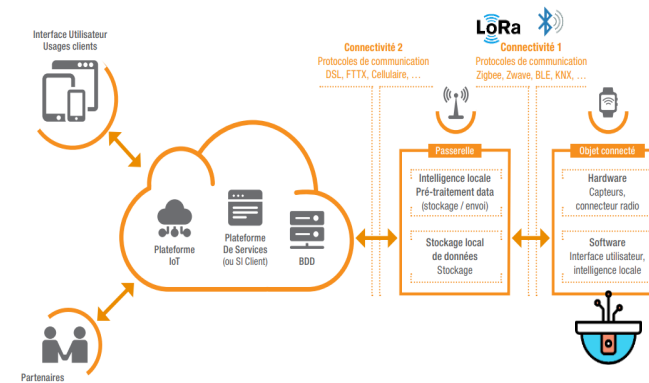 Interface Utilisateur
Usages clients
LoRa
Connectivité 2
Protocoles de communication
DSL, FTTX, Cellulaire, …
Connectivité 1
Protocoles de communication
Zigbee, Zwave, BLE, KNX, …
Passerelle
Intelligence locale
Pré-traitement data
(stockage / envoi)
Stockage local
de données
Stockage
Objet connecté
Hardware
Capteurs,
connecteur radio
Software
Interface utilisateur,
intelligence locale
Plateforme
IoT
Plateforme
De Services
(ou SI Client)
BDD
Partenaires